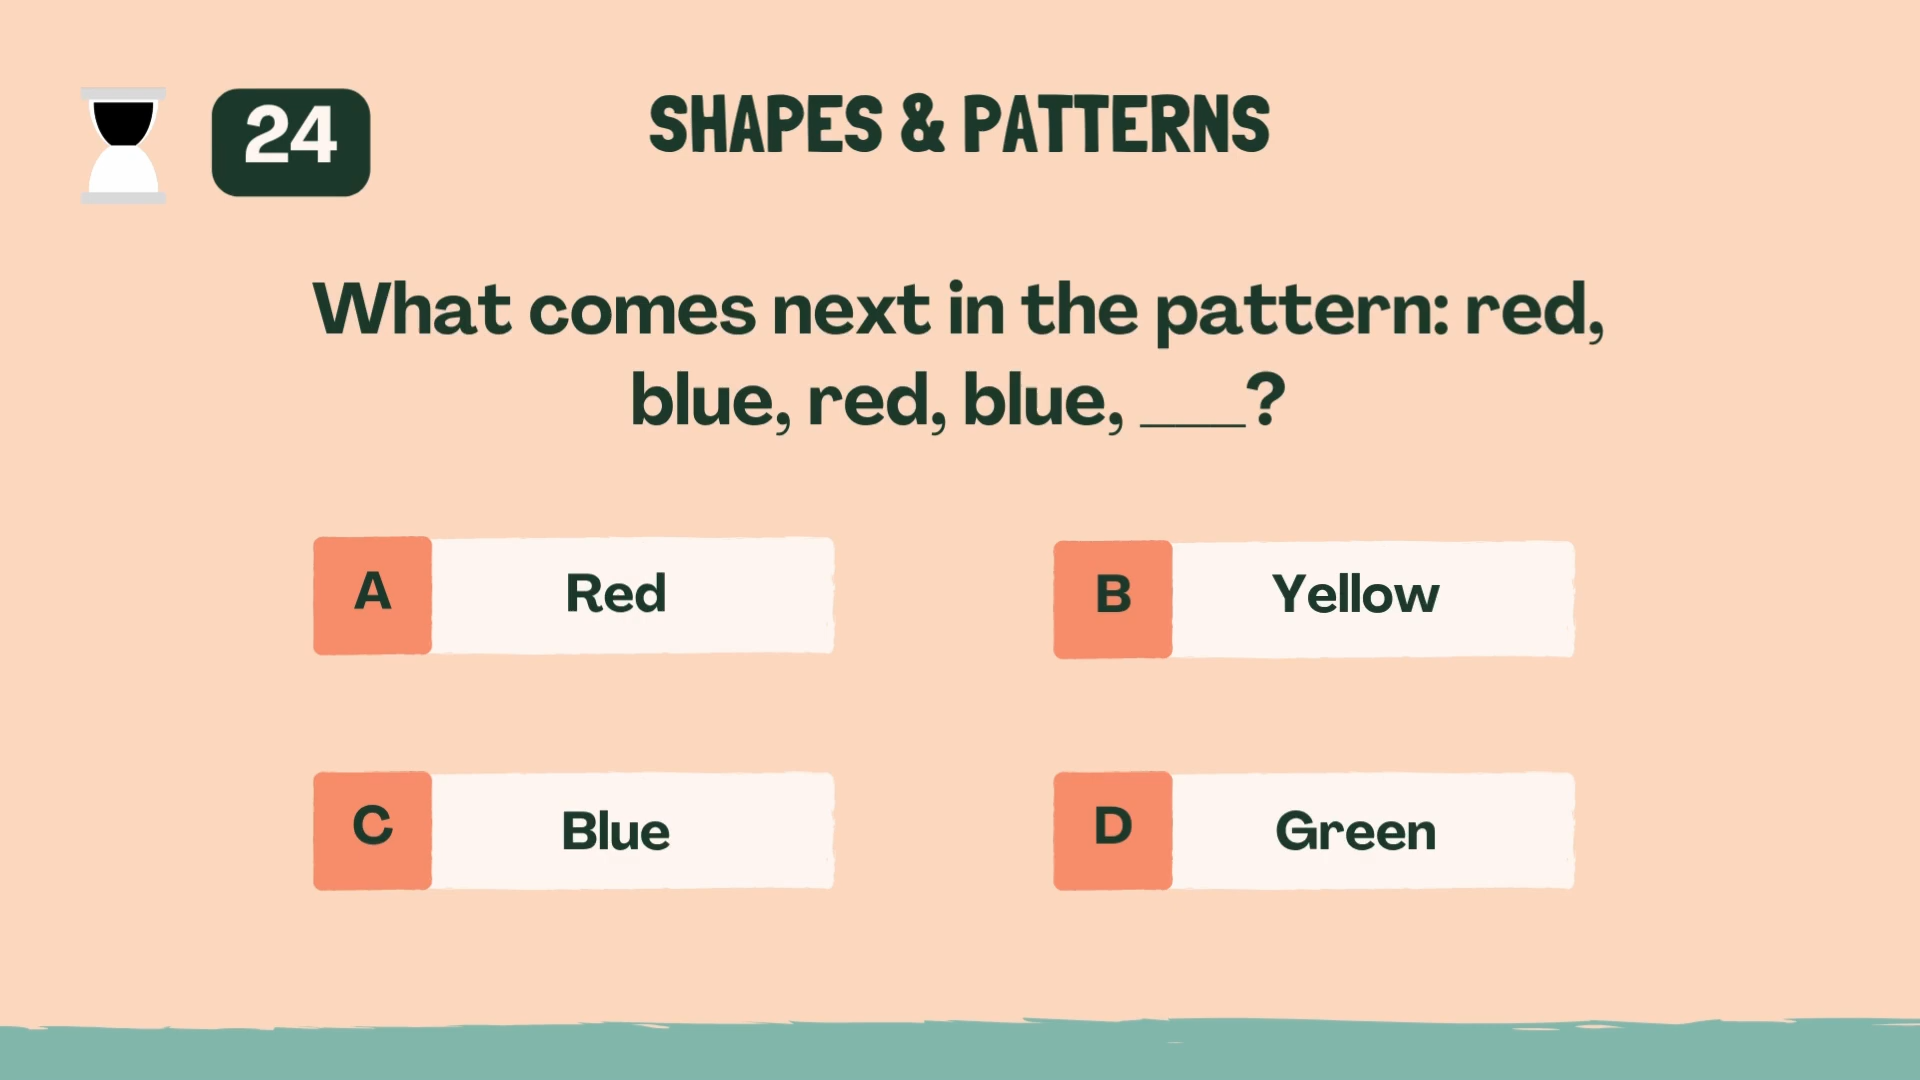 24
SHAPES & PATTERNS
What comes next in the pattern: red,
blue, red, blue, ___?
A
Red
B
Yellow
C
Blue
D
Green